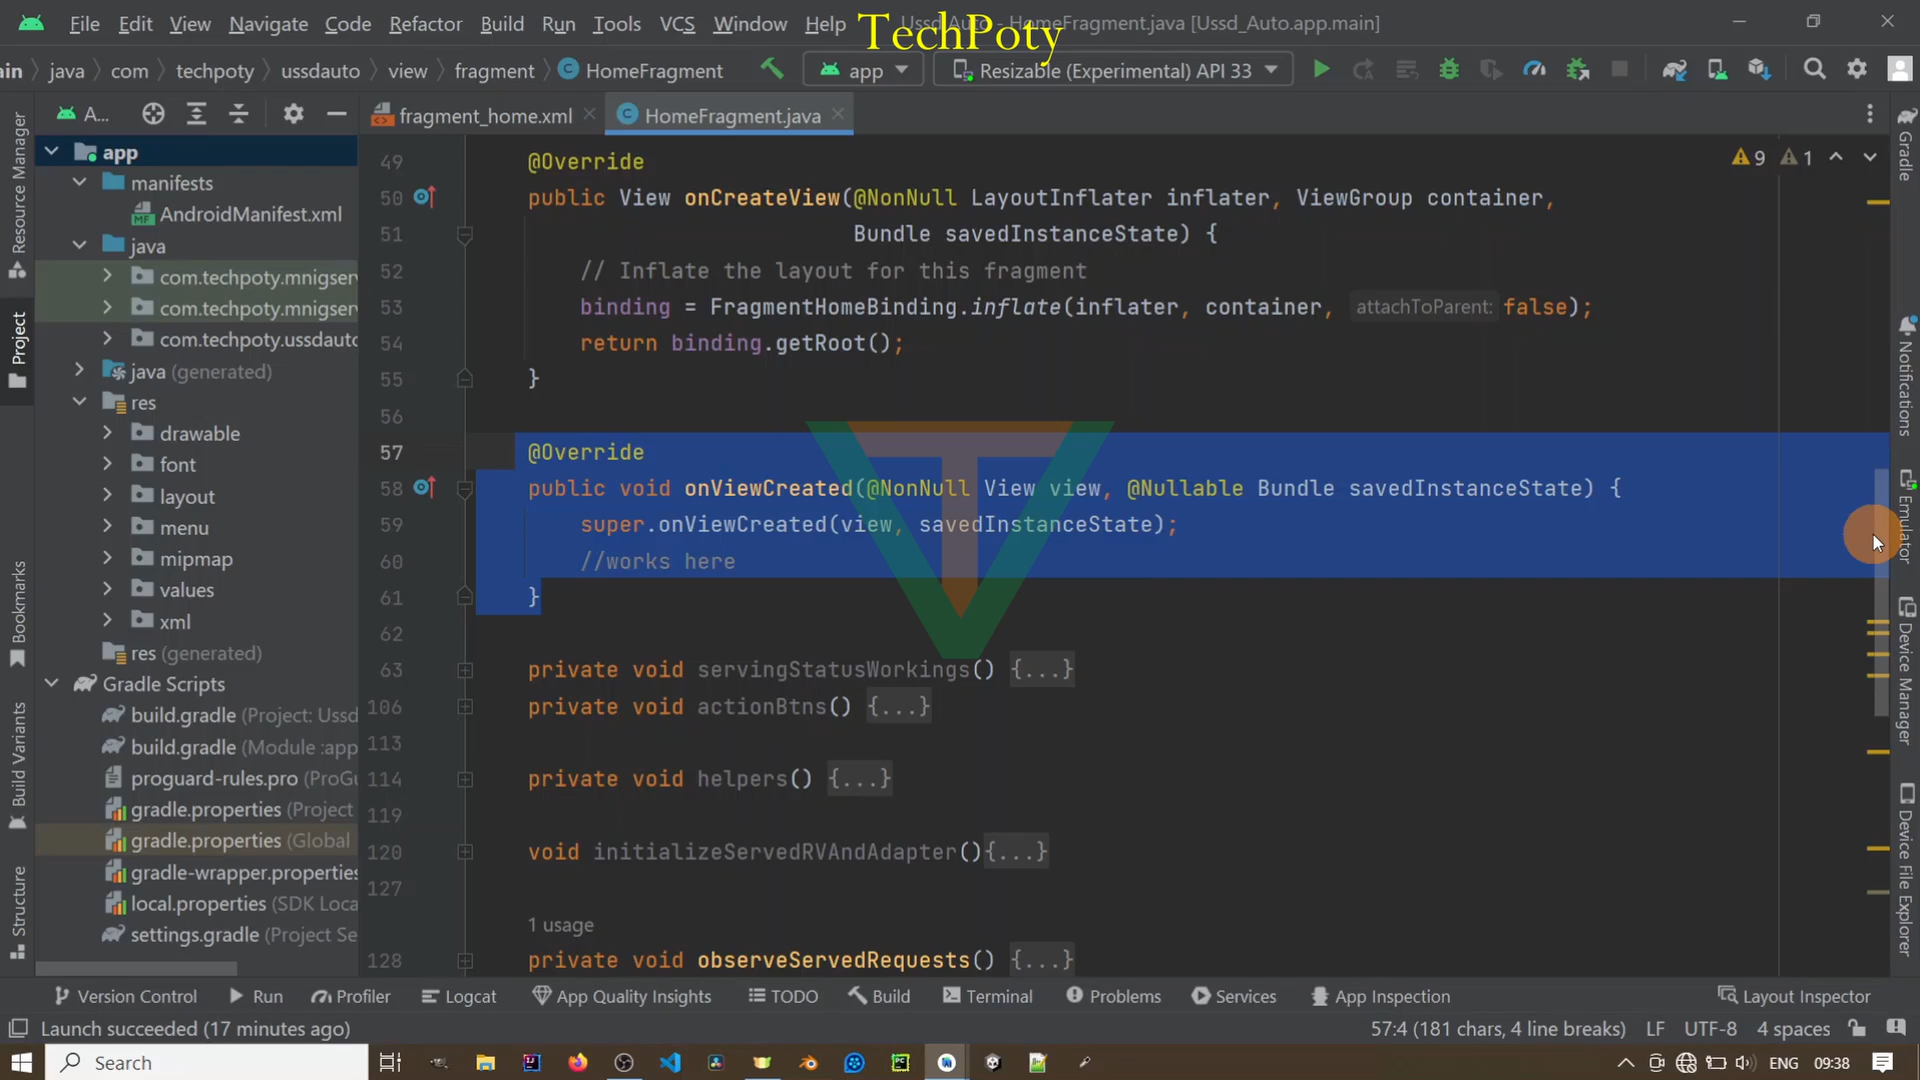 File Edit View Navigate Code Refactor Build Run Tools VCS Window Help Ussd Auto - HomeFragment.java [Ussd_Auto.app.main]
TechPoty
ain java com techpoty ussdauto view fragment HomeFragment app Resizable (Experimental) API 33
A... fragment_home.xml HomeFragment.java
Resource Manager
Project
Bookmarks
Build Variants
Structure
app
manifests
AndroidManifest.xml
java
com.techpoty.mnigserv
com.techpoty.mnigserv
com.techpoty.ussdauto
java (generated)
res
drawable
font
layout
menu
mipmap
values
xml
res (generated)
Gradle Scripts
build.gradle (Project: Ussd
build.gradle (Module :app
proguard-rules.pro (ProGu
gradle.properties (Project
gradle.properties (Global
gradle-wrapper.properties
local.properties (SDK Loca
settings.gradle (Project Se
9 1
49 @Override
50 public View onCreateView(@NonNull LayoutInflater inflater, ViewGroup container,
51 Bundle savedInstanceState) {
52 // Inflate the layout for this fragment
53 binding = FragmentHomeBinding.inflate(inflater, container, attachToParent: false);
54 return binding.getRoot();
55 }
56
57 @Override
58 public void onViewCreated(@NonNull View view, @Nullable Bundle savedInstanceState) {
59 super.onViewCreated(view, savedInstanceState);
60 //works here
61 }
62
63 private void servingStatusWorkings() {...}
106 private void actionBtns() {...}
113
114 private void helpers() {...}
119
120 void initializeServedRVAndAdapter(){...}
127
1 usage
128 private void observeServedRequests() {...}
Gradle
Notifications
Emulator
Device Manager
Device File Explorer
Version Control Run Profiler Logcat App Quality Insights TODO Build Terminal Problems Services App Inspection Layout Inspector
Launch succeeded (17 minutes ago) 57:4 (181 chars, 4 line breaks) LF UTF-8 4 spaces
Search ENG 09:38